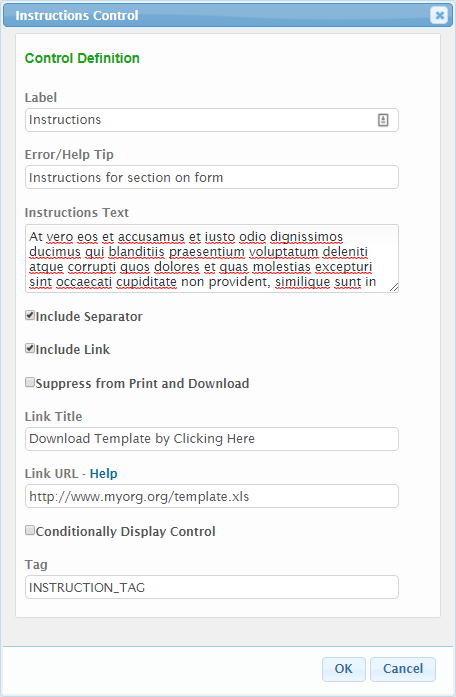 Instructions Control
Control Definition
Label
Instructions
Error/Help Tip
Instructions for section on form
Instructions Text
At vero eos et accusamus et iusto odio dignissimos
ducimus qui blanditiis praesentium voluptatum deleniti
atque corrupti quos dolores et quas molestias excepturi
sint occaecati cupiditate non provident, similique sunt in
Include Separator
Include Link
Suppress from Print and Download
Link Title
Download Template by Clicking Here
Link URL - Help
http://www.myorg.org/template.xls
Conditionally Display Control
Tag
INSTRUCTION_TAG
OK Cancel